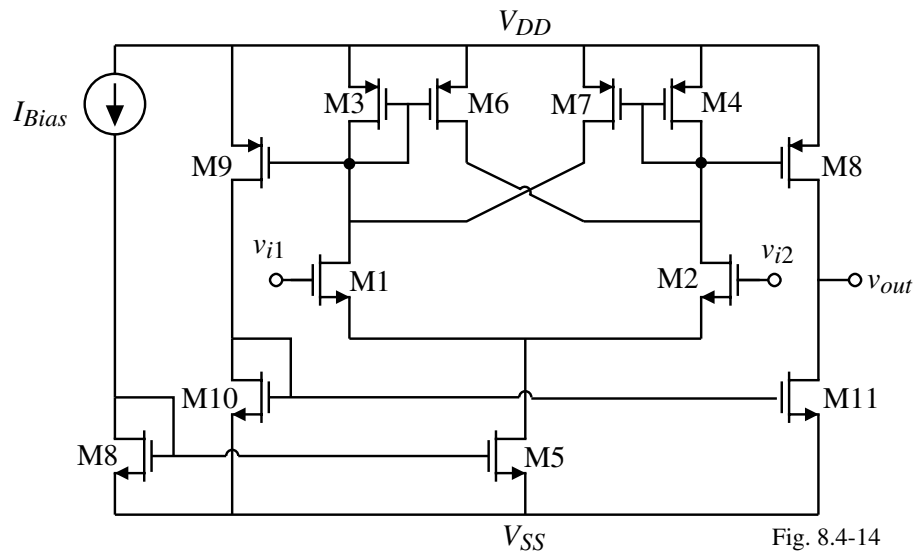 V_DD
I_Bias
M3
M6
M7
M4
M9
M8
v_i1
M1
M2
v_i2
v_out
M10
M11
M8
M5
V_SS
Fig. 8.4-14